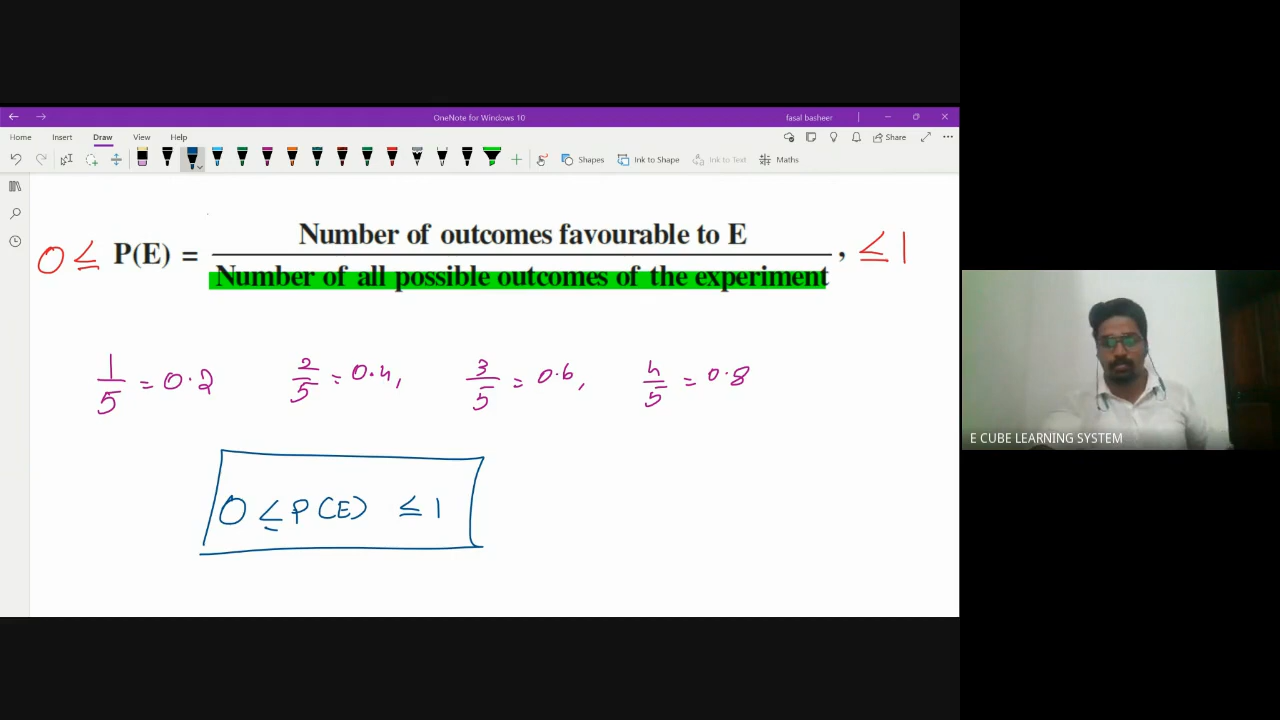 OneNote for Windows 10
fasal basheer
Home Insert Draw View Help
Share
Shapes Ink to Shape Ink to Text Maths
Number of outcomes favourable to E
0 ≤ P(E) = , ≤ 1
Number of all possible outcomes of the experiment
1/5 = 0.2 2/5 = 0.4, 3/5 = 0.6, 4/5 = 0.8
E CUBE LEARNING SYSTEM
0 ≤ P(E) ≤ 1